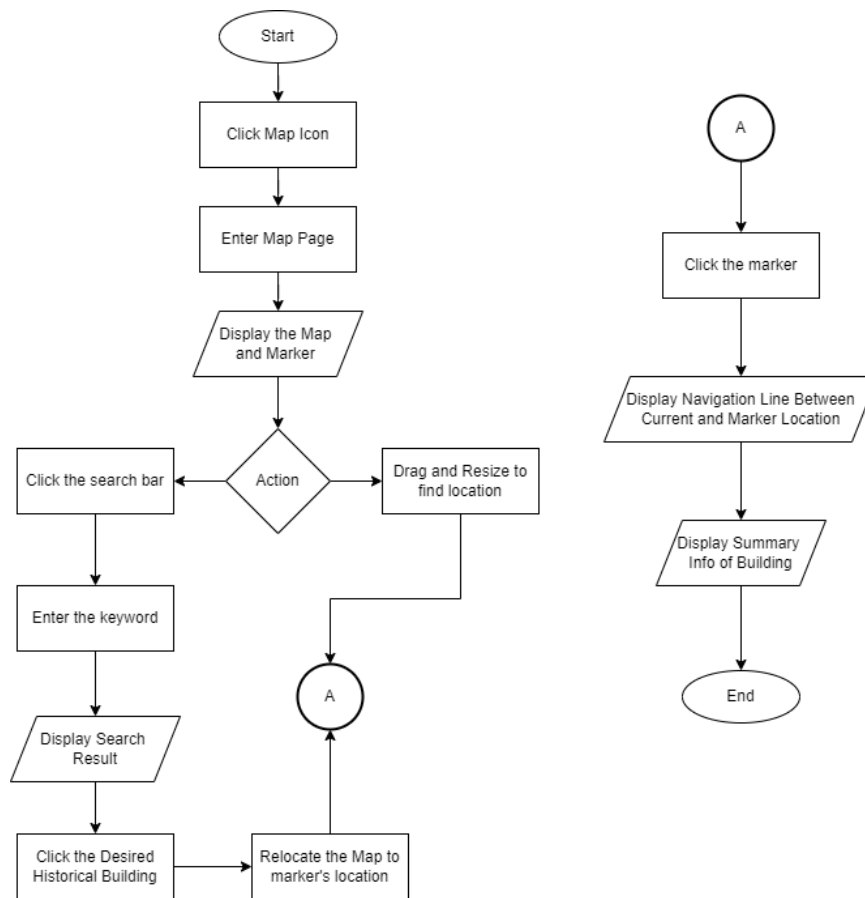 Start
Click Map Icon
Enter Map Page
Display the Map
and Marker
Action
Click the search bar
Drag and Resize to
find location
Enter the keyword
Display Search
Result
Click the Desired
Historical Building
Relocate the Map to
marker's location
A
A
Click the marker
Display Navigation Line Between
Current and Marker Location
Display Summary
Info of Building
End